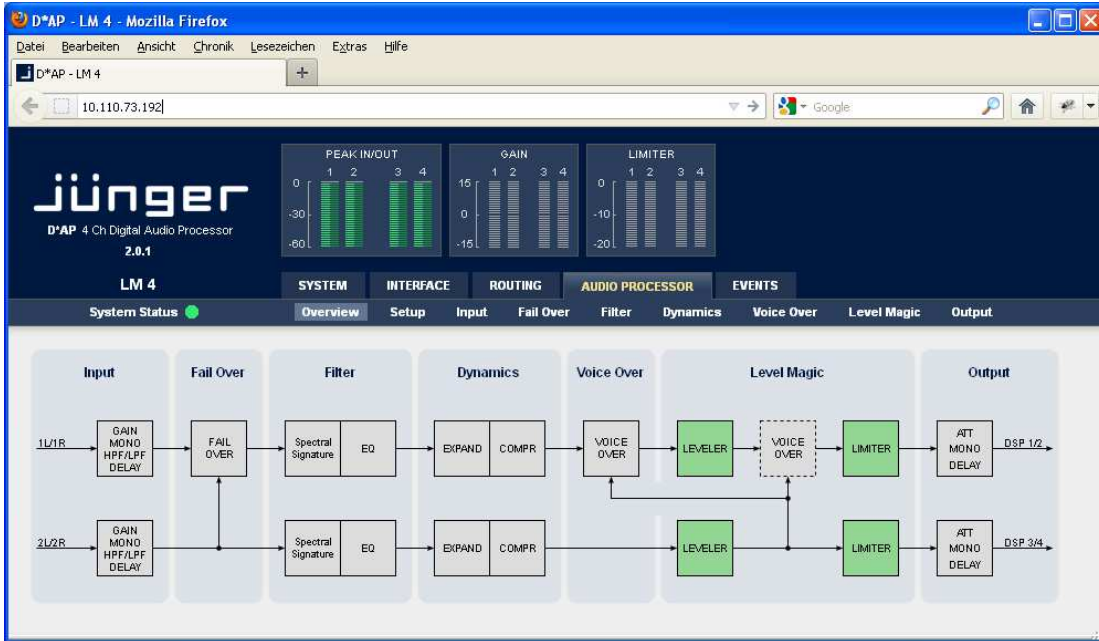 D*AP - LM 4 - Mozilla Firefox
Datei Bearbeiten Ansicht Chronik Lesezeichen Extras Hilfe
D*AP - LM 4
10.110.73.192
Google
jünger
D*AP 4 Ch Digital Audio Processor
2.0.1
LM 4
PEAK IN/OUT
1 2 3 4
0
-30
-60
GAIN
1 2 3 4
15
0
-15
LIMITER
1 2 3 4
0
-10
-20
SYSTEM INTERFACE ROUTING AUDIO PROCESSOR EVENTS
System Status
Overview Setup Input Fail Over Filter Dynamics Voice Over Level Magic Output
Input Fail Over Filter Dynamics Voice Over Level Magic Output
1L/1R
GAIN
MONO
HPF/LPF
DELAY
FAIL
OVER
Spectral
Signature
EQ
EXPAND
COMPR
VOICE
OVER
LEVELER
VOICE
OVER
LIMITER
ATT
MONO
DELAY
DSP 1/2
2L/2R
GAIN
MONO
HPF/LPF
DELAY
Spectral
Signature
EQ
EXPAND
COMPR
LEVELER
LIMITER
ATT
MONO
DELAY
DSP 3/4